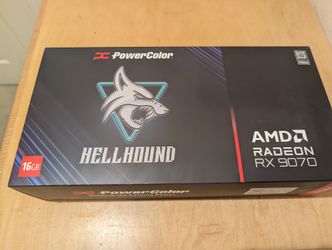 PowerColor
HELLHOUND
16GB
AMD
RADEON
RX 9070
PowerColor